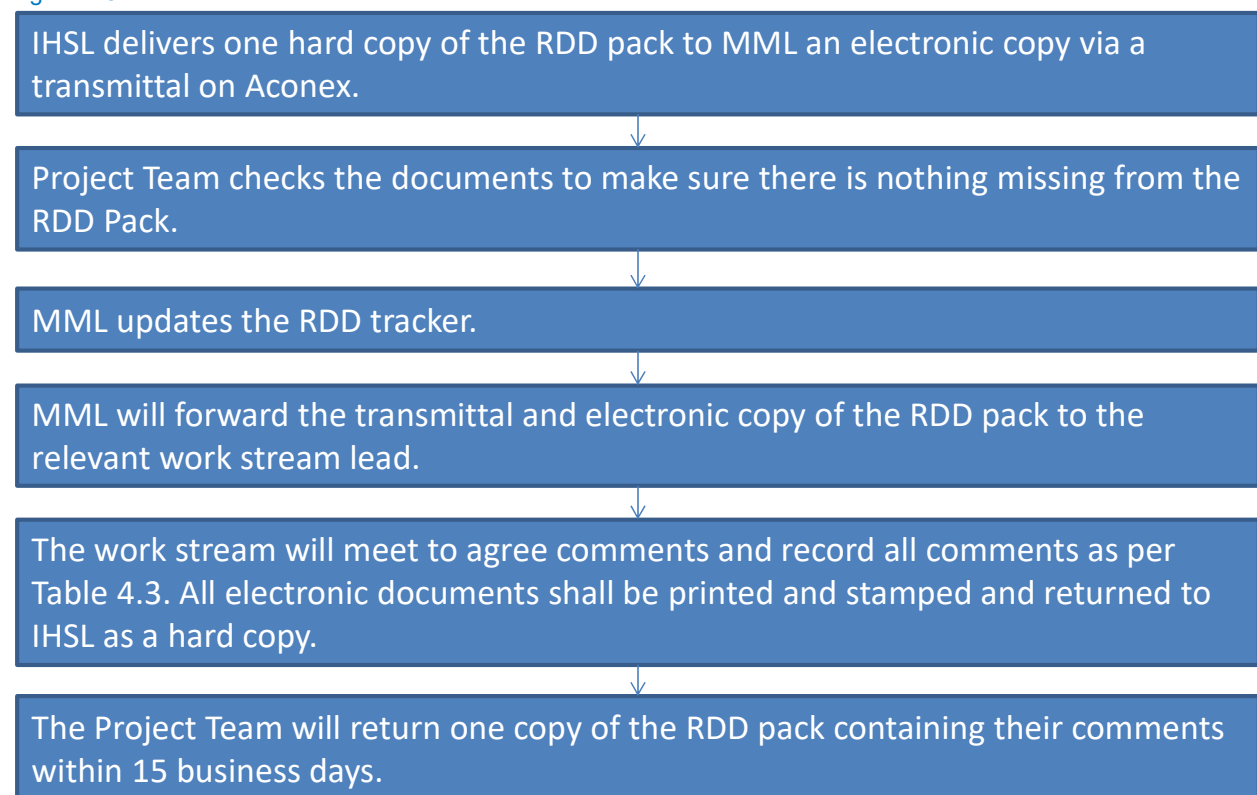 IHSL delivers one hard copy of the RDD pack to MML an electronic copy via a
transmittal on Aconex.
Project Team checks the documents to make sure there is nothing missing from the
RDD Pack.
MML updates the RDD tracker.
MML will forward the transmittal and electronic copy of the RDD pack to the
relevant work stream lead.
The work stream will meet to agree comments and record all comments as per
Table 4.3. All electronic documents shall be printed and stamped and returned to
IHSL as a hard copy.
The Project Team will return one copy of the RDD pack containing their comments
within 15 business days.